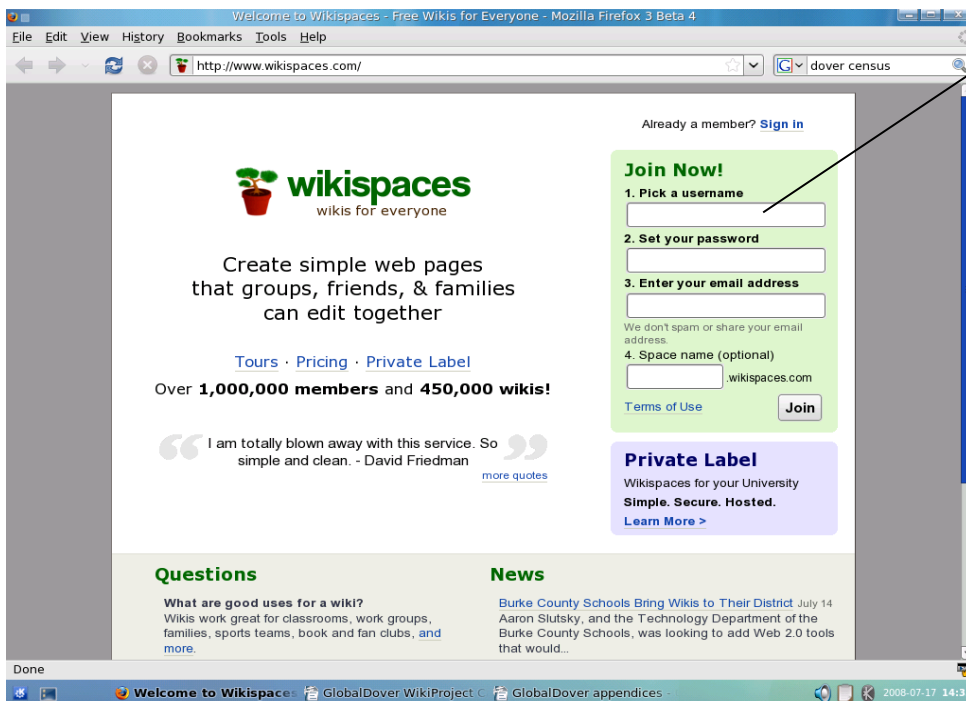 Welcome to Wikispaces - Free Wikis for Everyone - Mozilla Firefox 3 Beta 4
File Edit View History Bookmarks Tools Help
http://www.wikispaces.com/ G dover census
Already a member? Sign in
wikispaces
wikis for everyone
Create simple web pages
that groups, friends, & families
can edit together
Tours · Pricing · Private Label
Over 1,000,000 members and 450,000 wikis!
“ I am totally blown away with this service. So
simple and clean. - David Friedman ”
more quotes
Join Now!
1. Pick a username
2. Set your password
3. Enter your email address
We don't spam or share your email
address.
4. Space name (optional)
.wikispaces.com
Terms of Use Join
Private Label
Wikispaces for your University
Simple. Secure. Hosted.
Learn More >
Questions
What are good uses for a wiki?
Wikis work great for classrooms, work groups,
families, sports teams, book and fan clubs, and
more.
News
Burke County Schools Bring Wikis to Their District July 14
Aaron Slutsky, and the Technology Department of the
Burke County Schools, was looking to add Web 2.0 tools
that would...
Done
Welcome to Wikispaces GlobalDover WikiProject C GlobalDover appendices - 2008-07-17 14:3